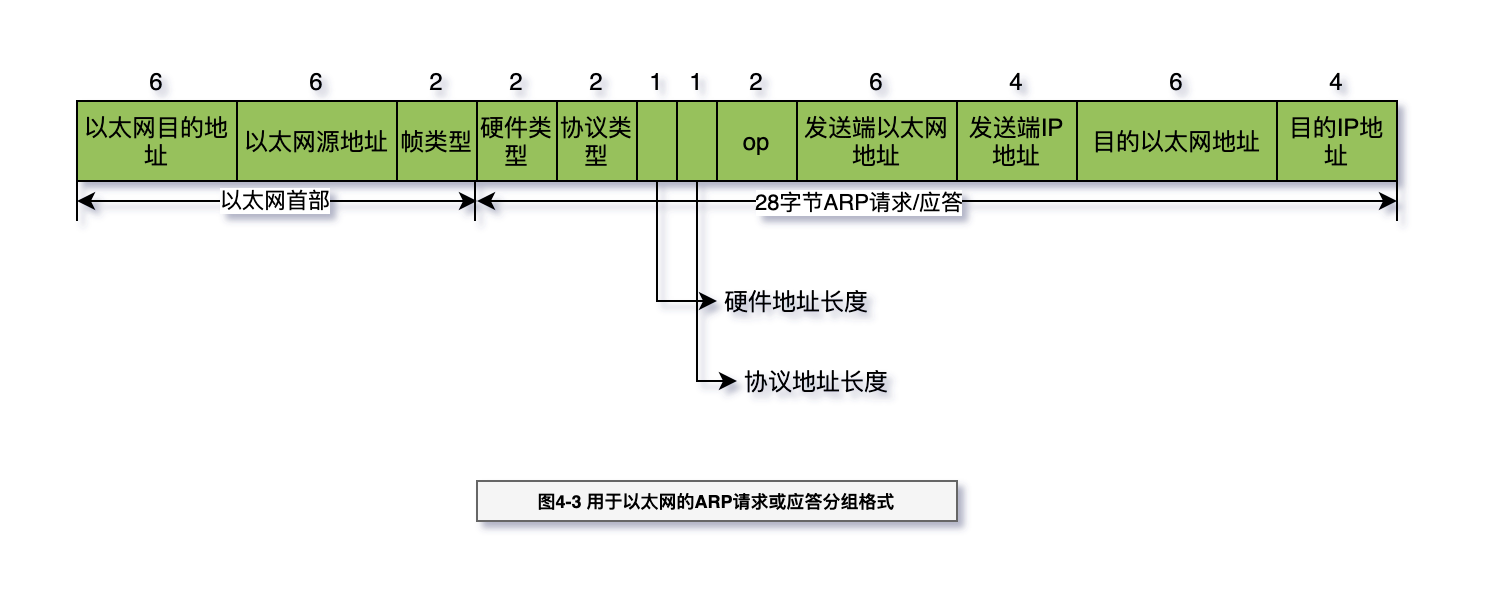 6 6 2 2 2 1 1 2 6 4 6 4
以太网目的地
址
以太网源地址
帧类型
硬件类
型
协议类
型
op
发送端以太网
地址
发送端IP
地址
目的以太网地址
目的IP地
址
以太网首部
28字节ARP请求/应答
硬件地址长度
协议地址长度
图4-3 用于以太网的ARP请求或应答分组格式